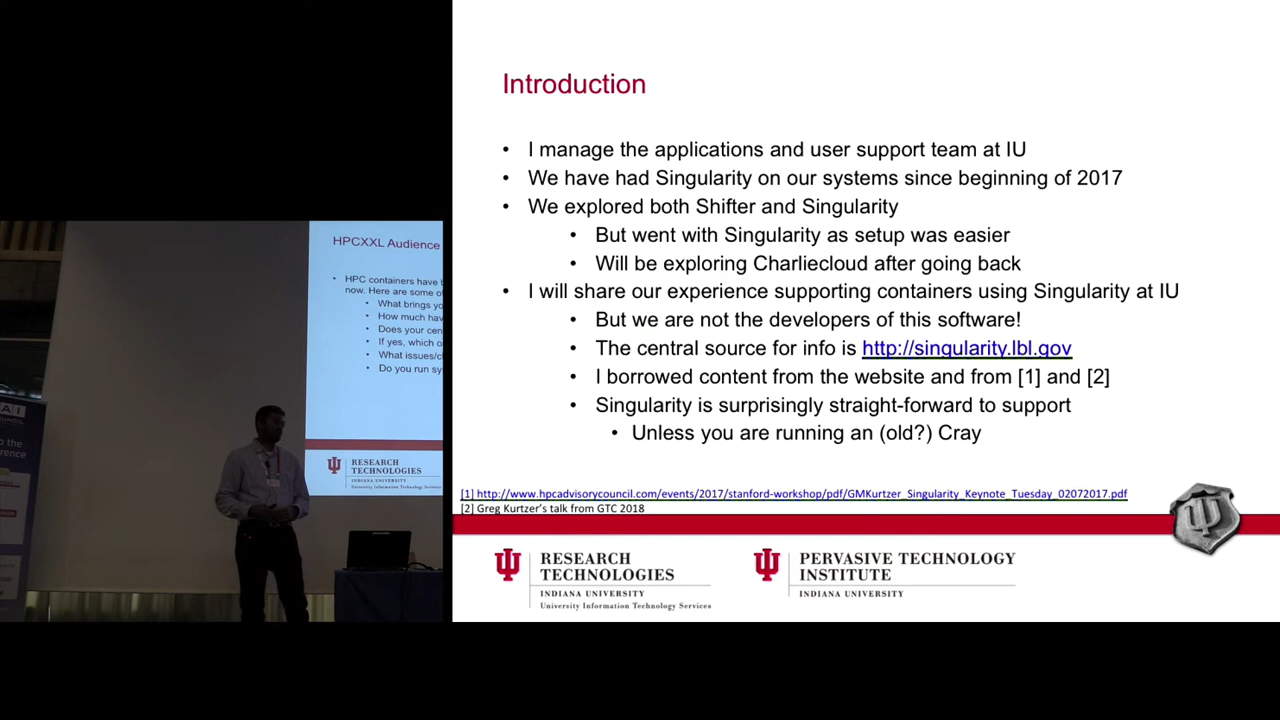 Introduction
• I manage the applications and user support team at IU
• We have had Singularity on our systems since beginning of 2017
• We explored both Shifter and Singularity
• But went with Singularity as setup was easier
• Will be exploring Charliecloud after going back
• I will share our experience supporting containers using Singularity at IU
• But we are not the developers of this software!
• The central source for info is http://singularity.lbl.gov
• I borrowed content from the website and from [1] and [2]
• Singularity is surprisingly straight-forward to support
• Unless you are running an (old?) Cray
[1] http://www.hpcadvisorycouncil.com/events/2017/stanford-workshop/pdf/GMKurtzer_Singularity_Keynote_Tuesday_02072017.pdf
[2] Greg Kurtzer's talk from GTC 2018
RESEARCH
TECHNOLOGIES
INDIANA UNIVERSITY
University Information Technology Services
PERVASIVE TECHNOLOGY
INSTITUTE
INDIANA UNIVERSITY
HPCXXL Audience
• HPC containers have
now. Here are some of
• What brings you
• How much hav
• Does your cen
• If yes, which o
• What issues/c
• Do you run sy
RESEARCH
TECHNOLOGIES
INDIANA UNIVERSITY
University Information Technology Services